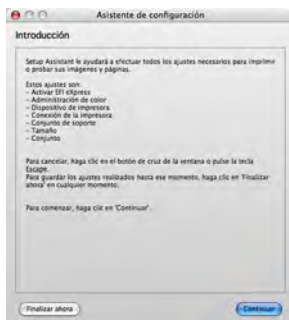 Asistente de configuración
Introducción
Setup Assistant le ayudará a efectuar todos los ajustes necesarios para imprimir
o probar sus imágenes y páginas.
Estos ajustes son:
- Activar EFI eXpress
- Administración de color
- Dispositivo de impresora
- Conexión de la impresora
- Conjunto de soporte
- Tamaño
- Conjunto
Para cancelar, haga clic en el botón de cruz de la ventana o pulse la tecla
Escape.
Para guardar los ajustes realizados hasta ese momento, haga clic en 'Finalizar
ahora' en cualquier momento.
Para comenzar, haga clic en 'Continuar'.
Finalizar ahora
Continuar